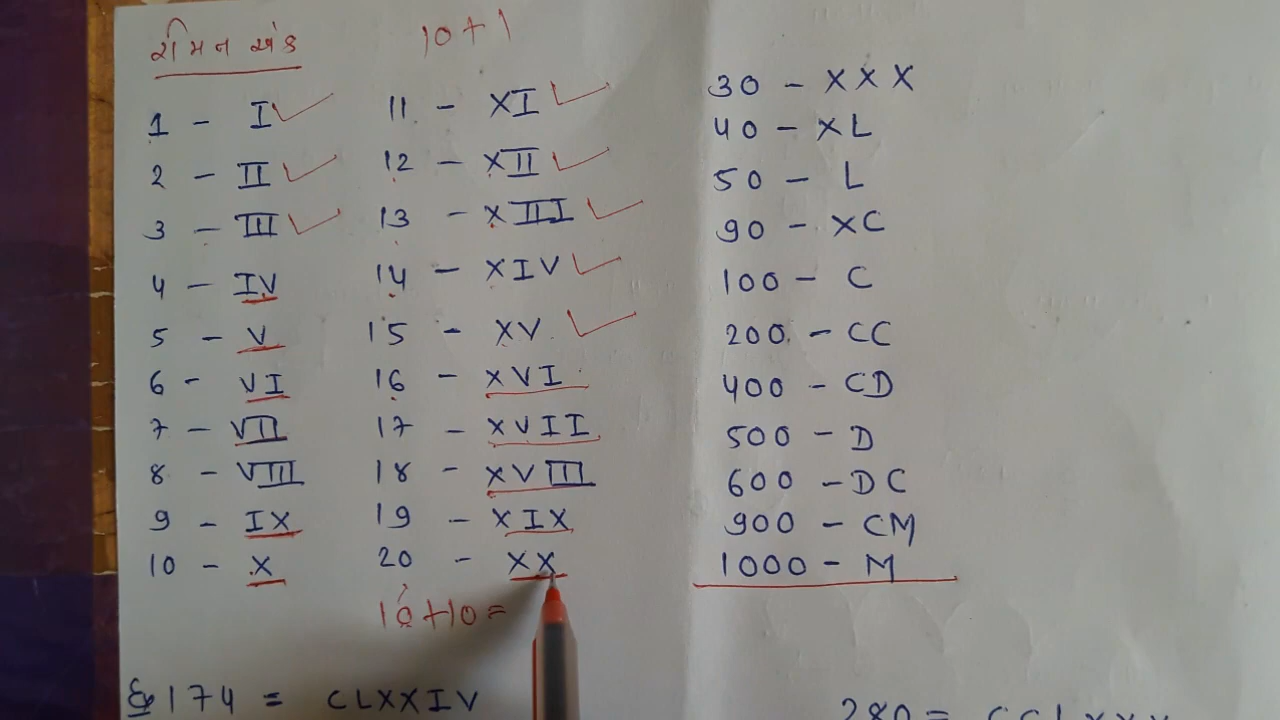 રોમન અંક
10+1
1 - I
2 - II
3 - III
4 - IV
5 - V
6 - VI
7 - VII
8 - VIII
9 - IX
10 - X
11 - XI
12 - XII
13 - XIII
14 - XIV
15 - XV
16 - XVI
17 - XVII
18 - XVIII
19 - XIX
20 - XX
10+10=
30 - XXX
40 - XL
50 - L
90 - XC
100 - C
200 - CC
400 - CD
500 - D
600 - DC
900 - CM
1000 - M
174 = CLXXIV
280 = CCLXXX